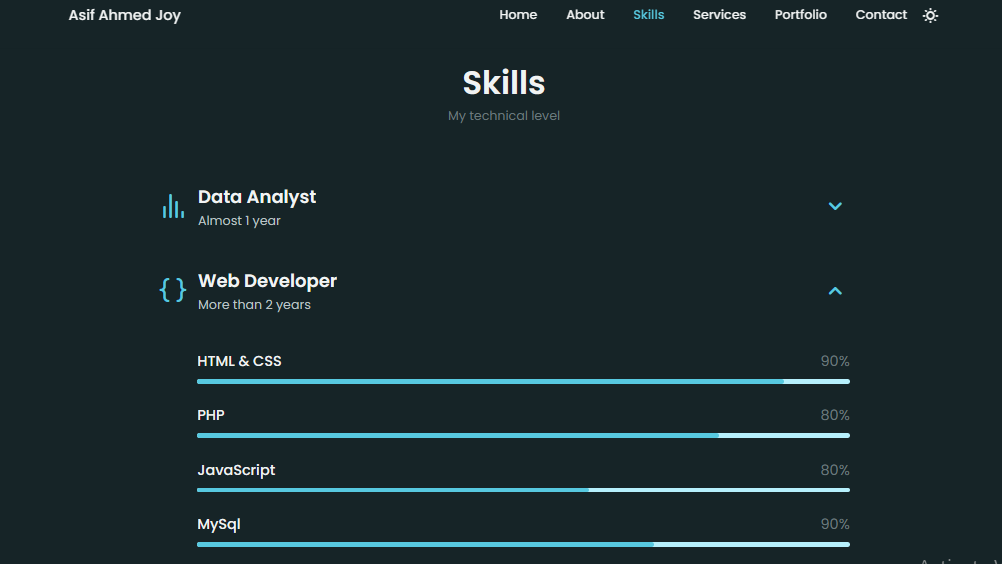 Asif Ahmed Joy
Home About Skills Services Portfolio Contact
Skills
My technical level
Data Analyst
Almost 1 year
Web Developer
More than 2 years
HTML & CSS 90%
PHP 80%
JavaScript 80%
MySql 90%